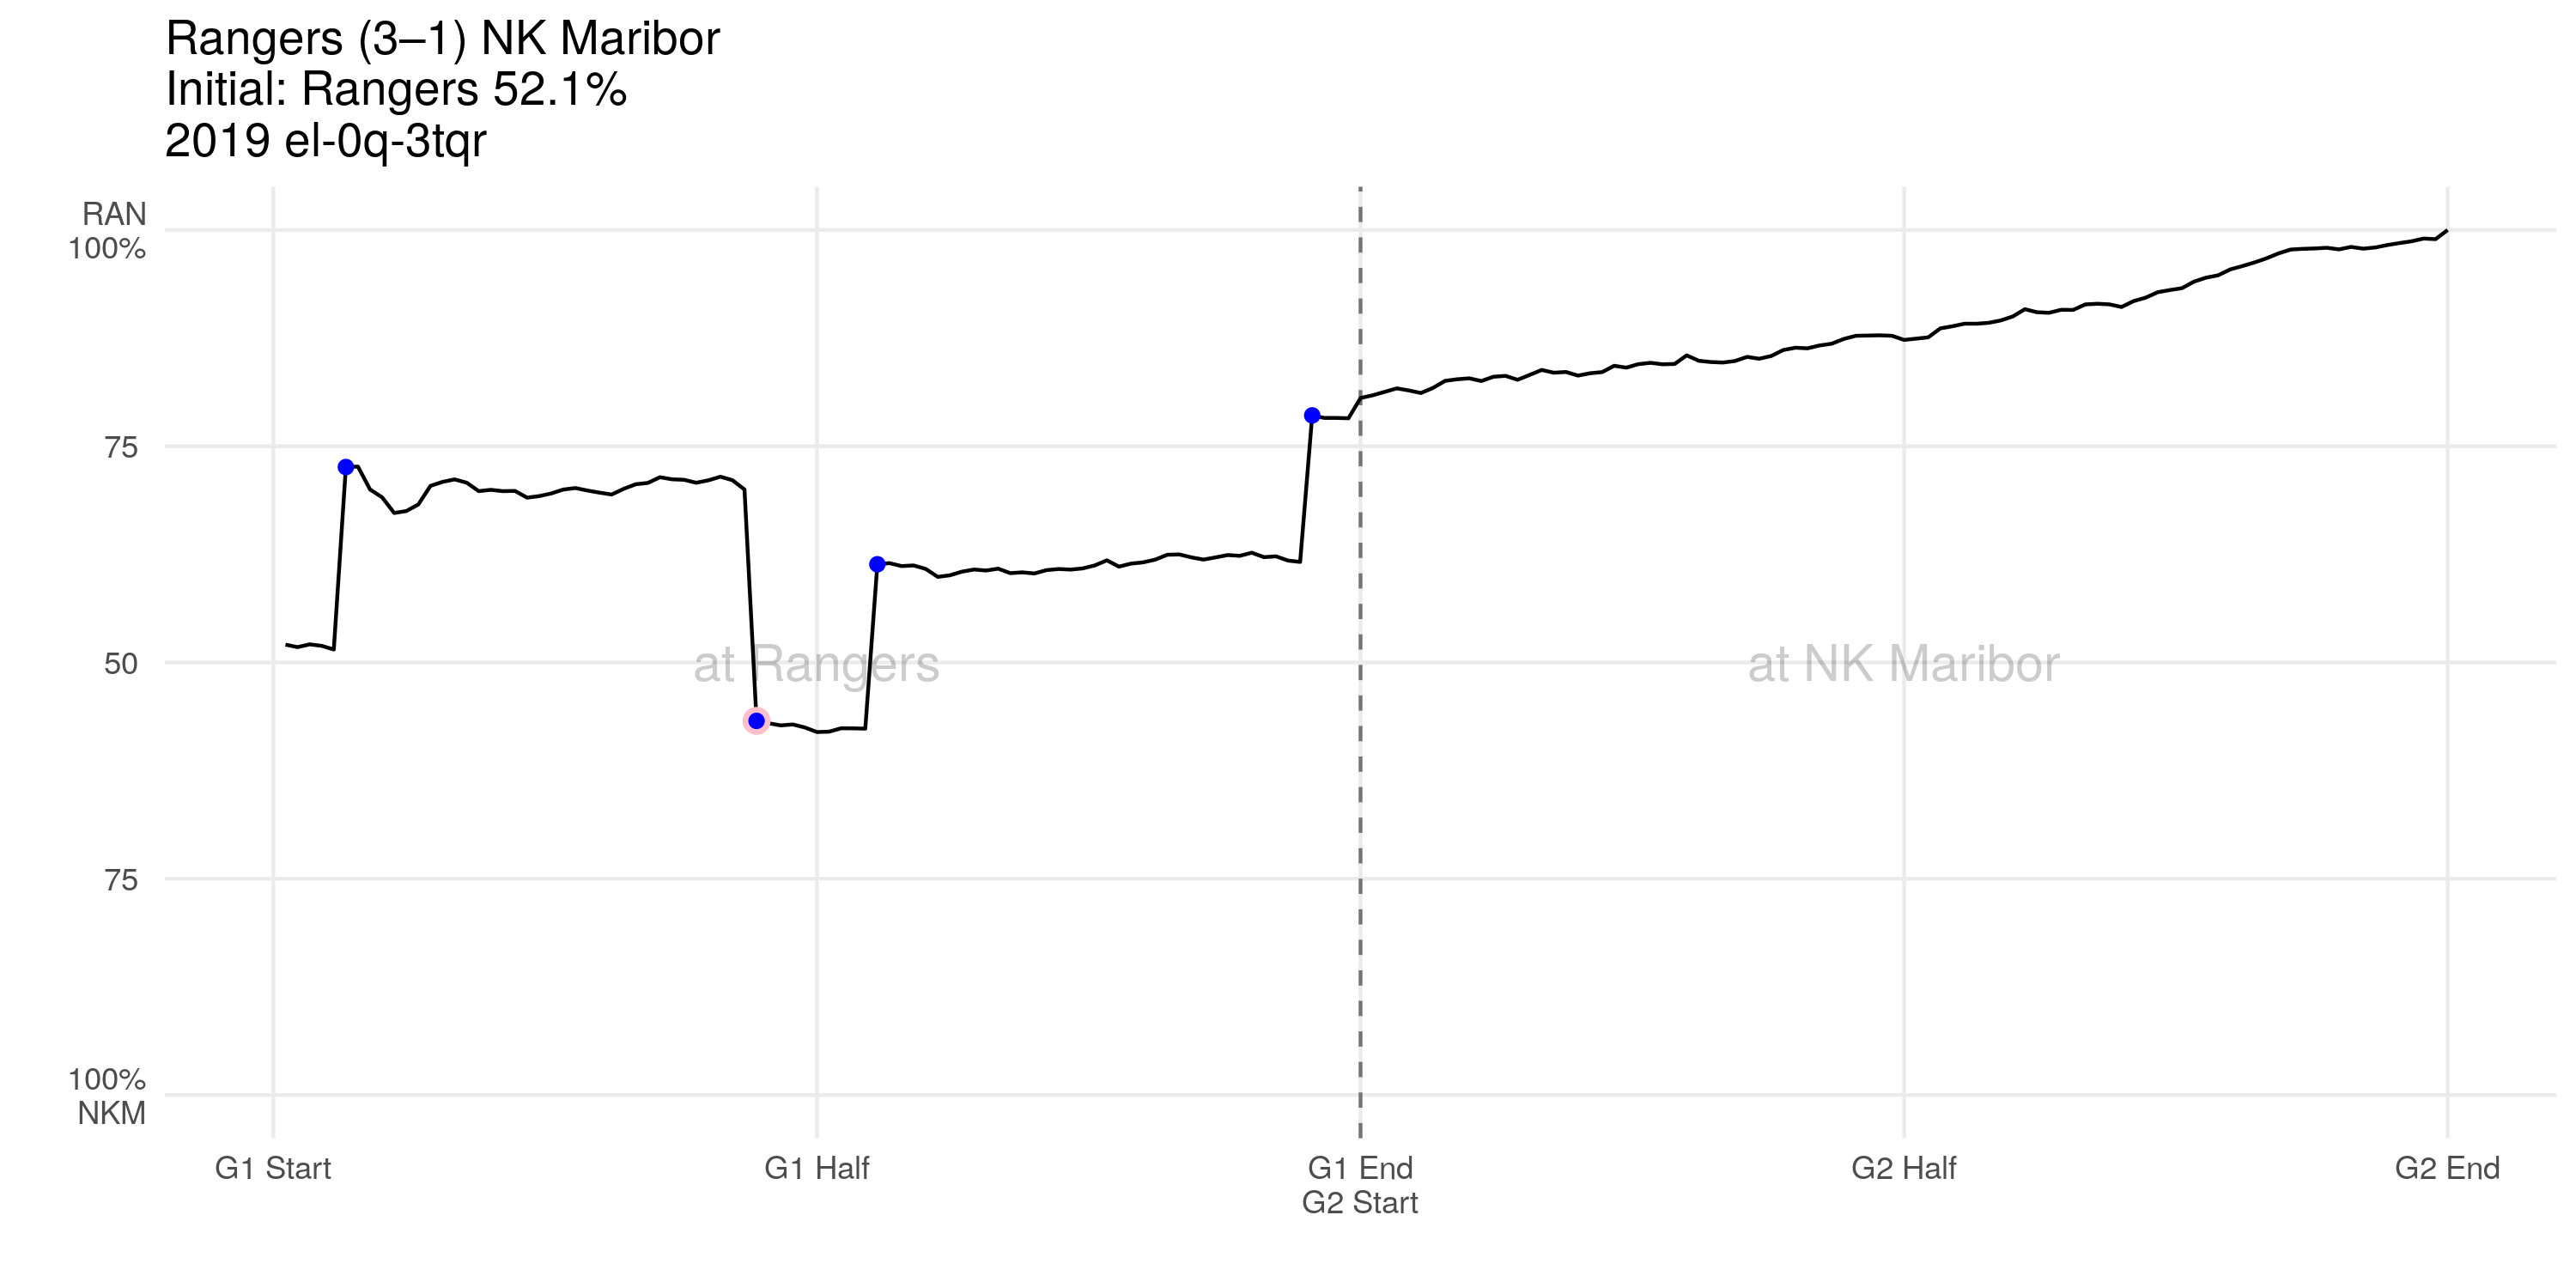 Rangers (3–1) NK Maribor
Initial: Rangers 52.1%
2019 el-0q-3tqr
RAN
100%
75
50
75
100%
NKM
at Rangers
at NK Maribor
G1 Start
G1 Half
G1 End
G2 Start
G2 Half
G2 End